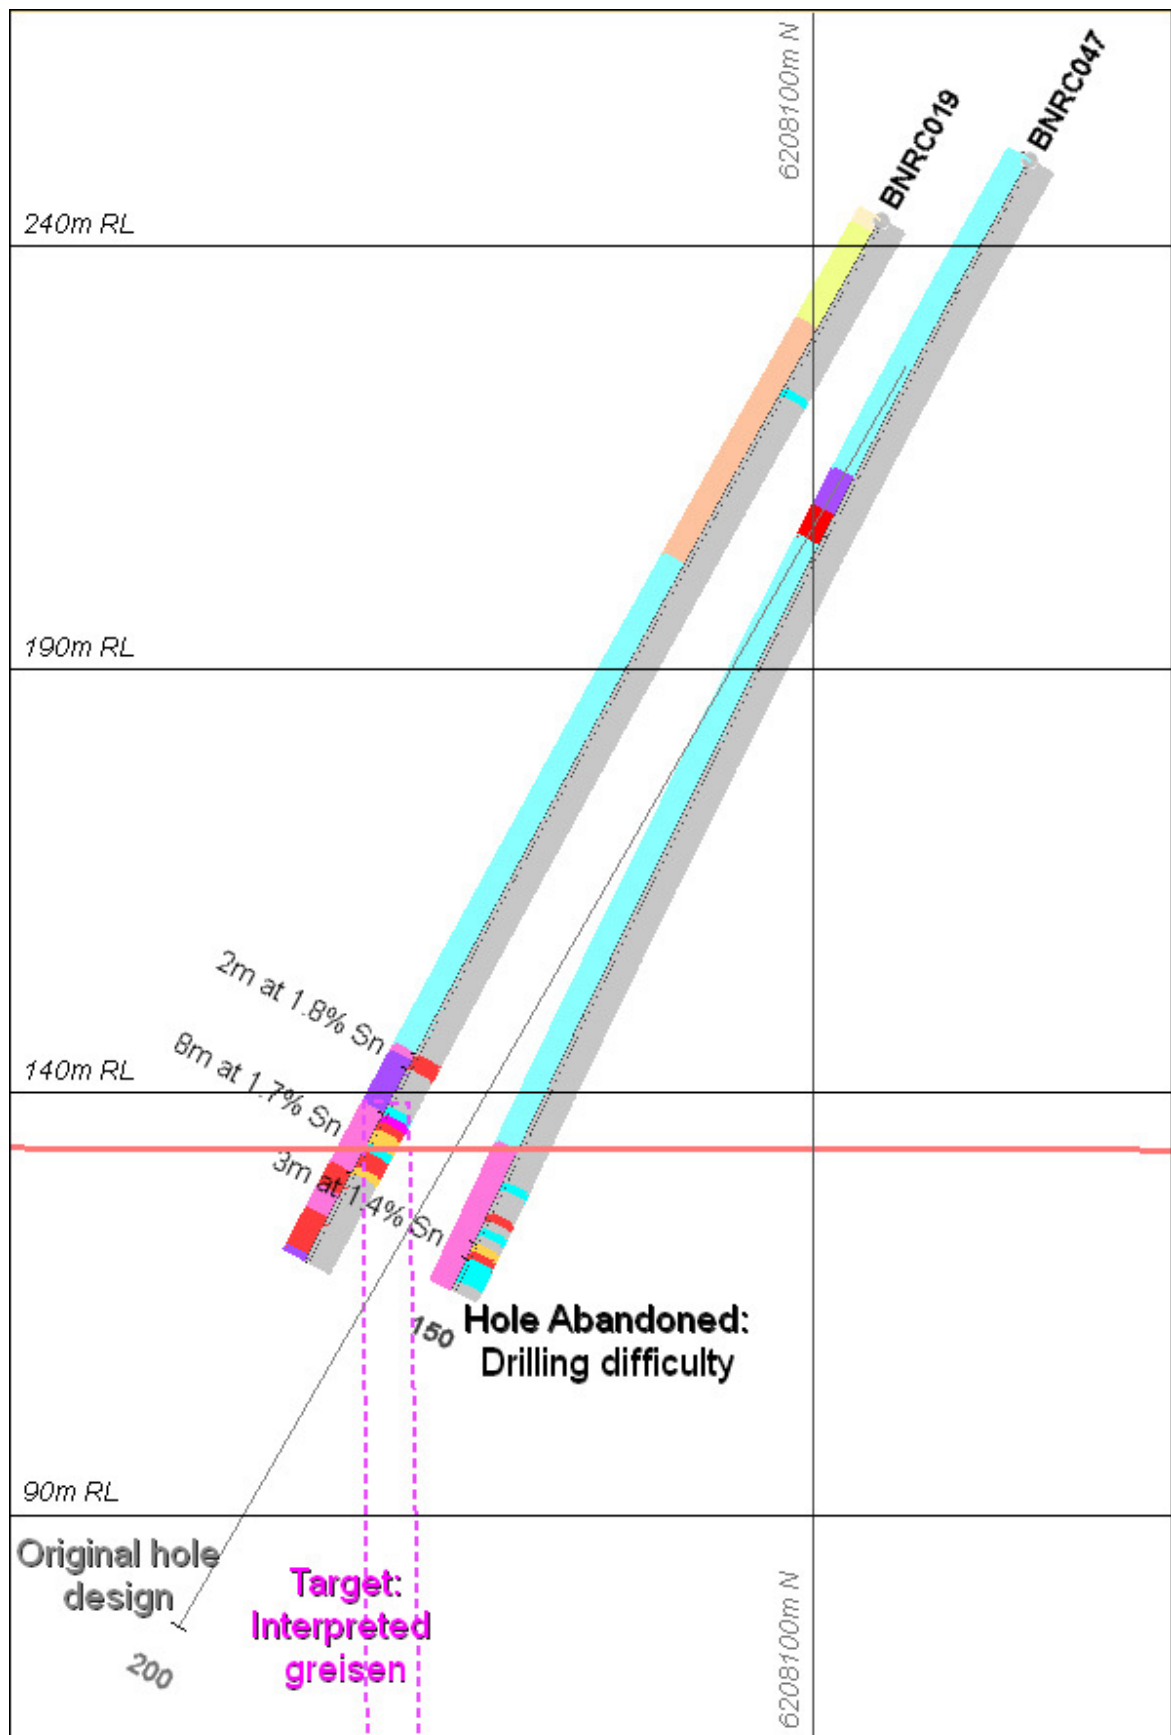 6208100m N
BNRC019
BNRC047
240m RL
190m RL
2m at 1.8% Sn
8m at 1.7% Sn
140m RL
3m at 1.4% Sn
150
Hole Abandoned:
Drilling difficulty
90m RL
Original hole
design
200
Target:
Interpreted
greisen
6208100m N